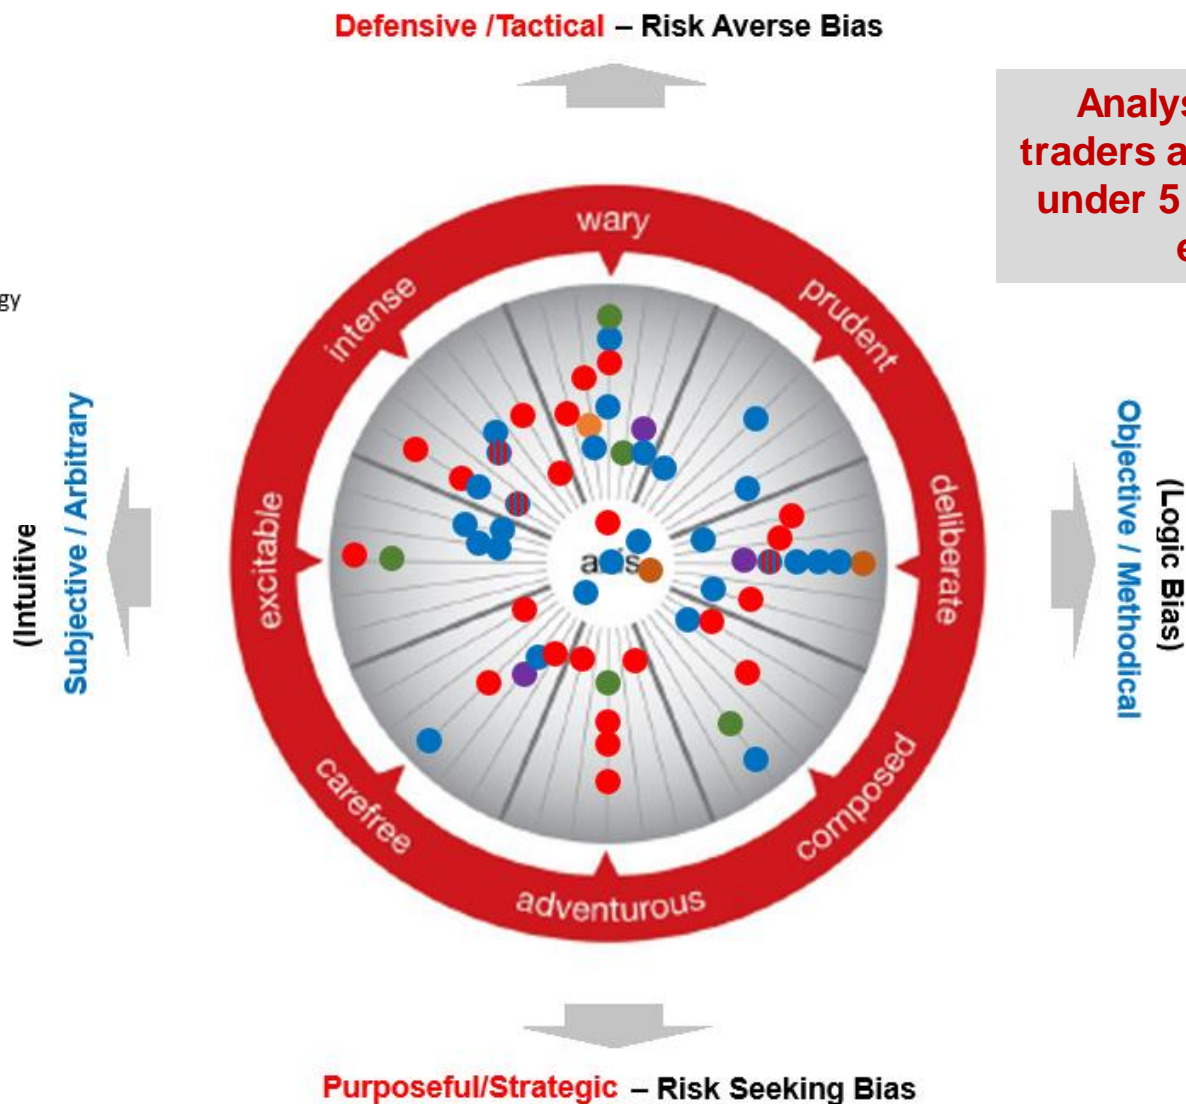 Defensive /Tactical – Risk Averse Bias
Analys
traders a
under 5
e
gy
wary
intense
prudent
excitable
deliberate
carefree
composed
adventurous
(Intuitive
Subjective / Arbitrary
Objective / Methodical
(Logic Bias)
Purposeful/Strategic – Risk Seeking Bias